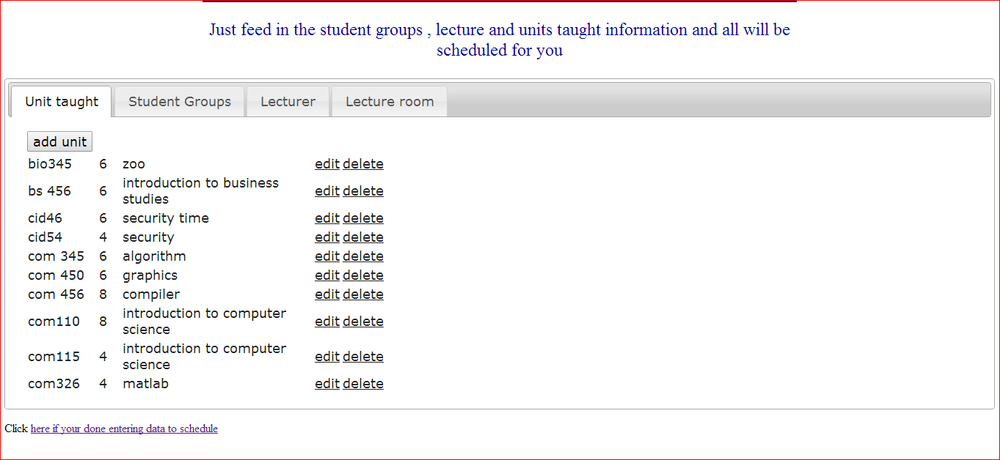 Just feed in the student groups , lecture and units taught information and all will be
scheduled for you
Unit taught Student Groups Lecturer Lecture room
add unit
bio345 6 zoo edit delete
bs 456 6 introduction to business studies edit delete
cid46 6 security time edit delete
cid54 4 security edit delete
com 345 6 algorithm edit delete
com 450 6 graphics edit delete
com 456 8 compiler edit delete
com110 8 introduction to computer science edit delete
com115 4 introduction to computer science edit delete
com326 4 matlab edit delete
Click here if your done entering data to schedule